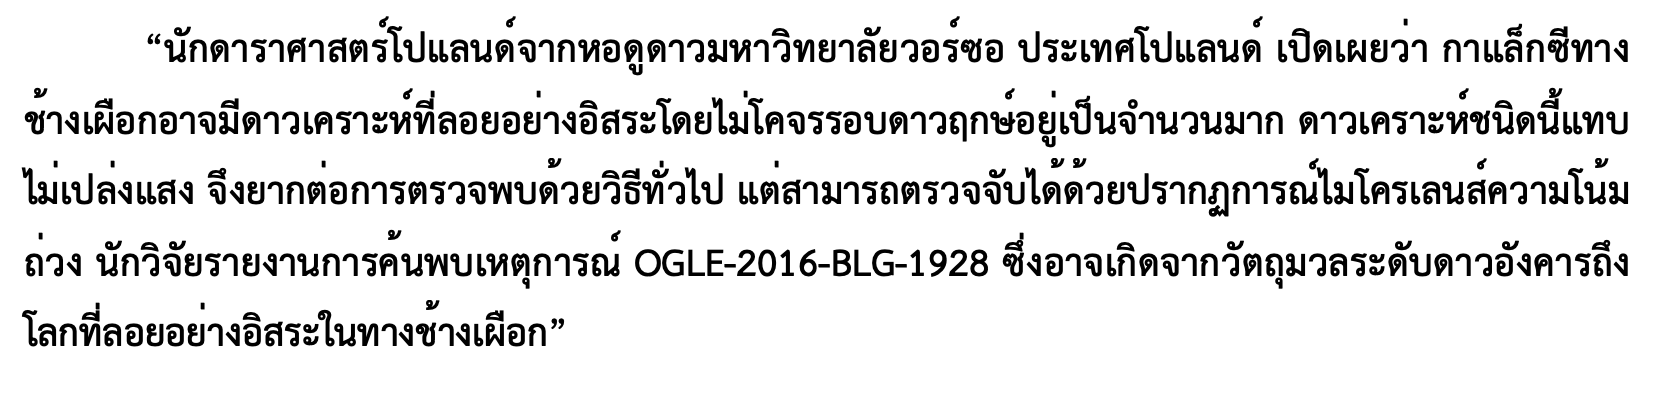 “นักดาราศาสตร์โปแลนด์จากหอดูดาวมหาวิทยาลัยวอร์ซอ ประเทศโปแลนด์ เปิดเผยว่า กาแล็กซีทาง
ช้างเผือกอาจมีดาวเคราะห์ที่ลอยอย่างอิสระโดยไม่โคจรรอบดาวฤกษ์อยู่เป็นจำนวนมาก ดาวเคราะห์ชนิดนี้แทบ
ไม่เปล่งแสง จึงยากต่อการตรวจพบด้วยวิธีทั่วไป แต่สามารถตรวจจับได้ด้วยปรากฏการณ์ไมโครเลนส์ความโน้ม
ถ่วง นักวิจัยรายงานการค้นพบเหตุการณ์ OGLE-2016-BLG-1928 ซึ่งอาจเกิดจากวัตถุมวลระดับดาวอังคารถึง
โลกที่ลอยอย่างอิสระในทางช้างเผือก”